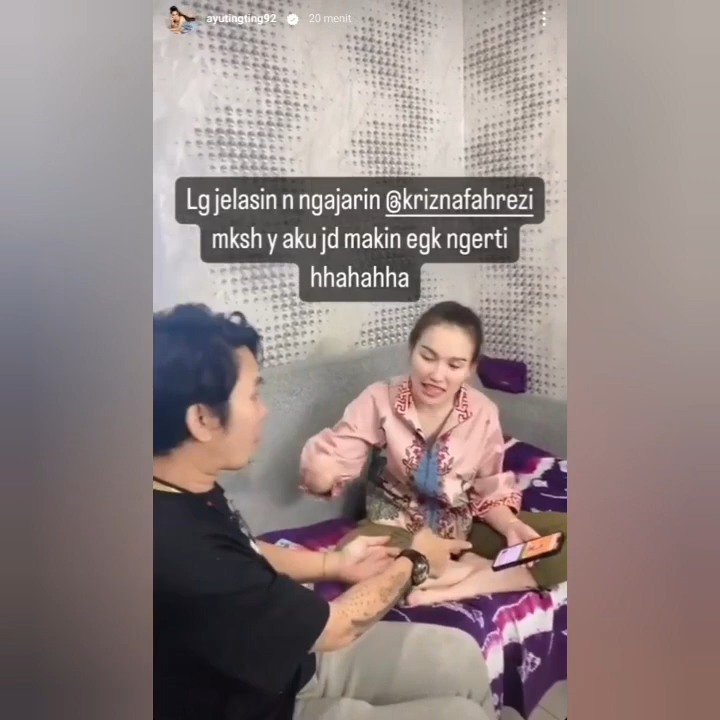 ayutingting92 20 menit
Lg jelasin n ngajarin @kriznafahrezi
mksh y aku jd makin egk ngerti
hhahahha